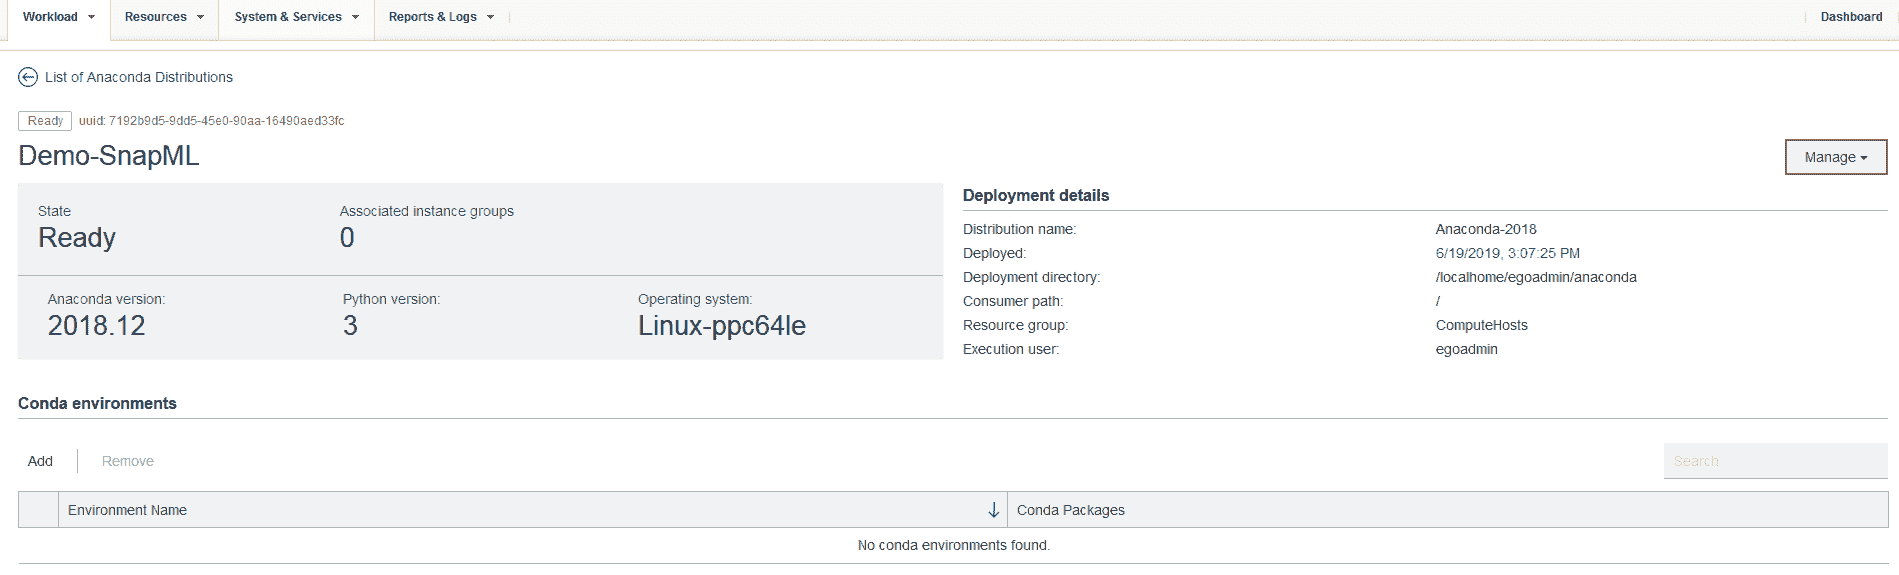 Workload Resources System & Services Reports & Logs Dashboard
List of Anaconda Distributions
Ready uuid: 7192b9d5-9dd5-45e0-90aa-16490aed33fc
Demo-SnapML
Manage
State Associated instance groups
Ready 0
Anaconda version: Python version: Operating system:
2018.12 3 Linux-ppc64le
Deployment details
Distribution name: Anaconda-2018
Deployed: 6/19/2019, 3:07:25 PM
Deployment directory: /localhome/egoadmin/anaconda
Consumer path: /
Resource group: ComputeHosts
Execution user: egoadmin
Conda environments
Add Remove Search
Environment Name Conda Packages
No conda environments found.